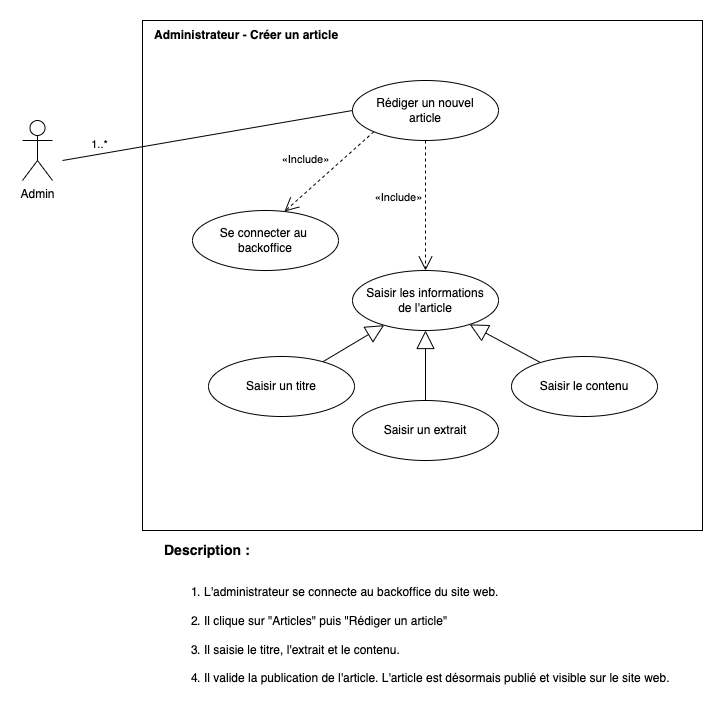 Administrateur - Créer un article
Rédiger un nouvel
article
1..*
«Include»
Admin
«Include»
Se connecter au
backoffice
Saisir les informations
de l'article
Saisir un titre
Saisir le contenu
Saisir un extrait
Description :
1. L'administrateur se connecte au backoffice du site web.
2. Il clique sur "Articles" puis "Rédiger un article"
3. Il saisie le titre, l'extrait et le contenu.
4. Il valide la publication de l'article. L'article est désormais publié et visible sur le site web.